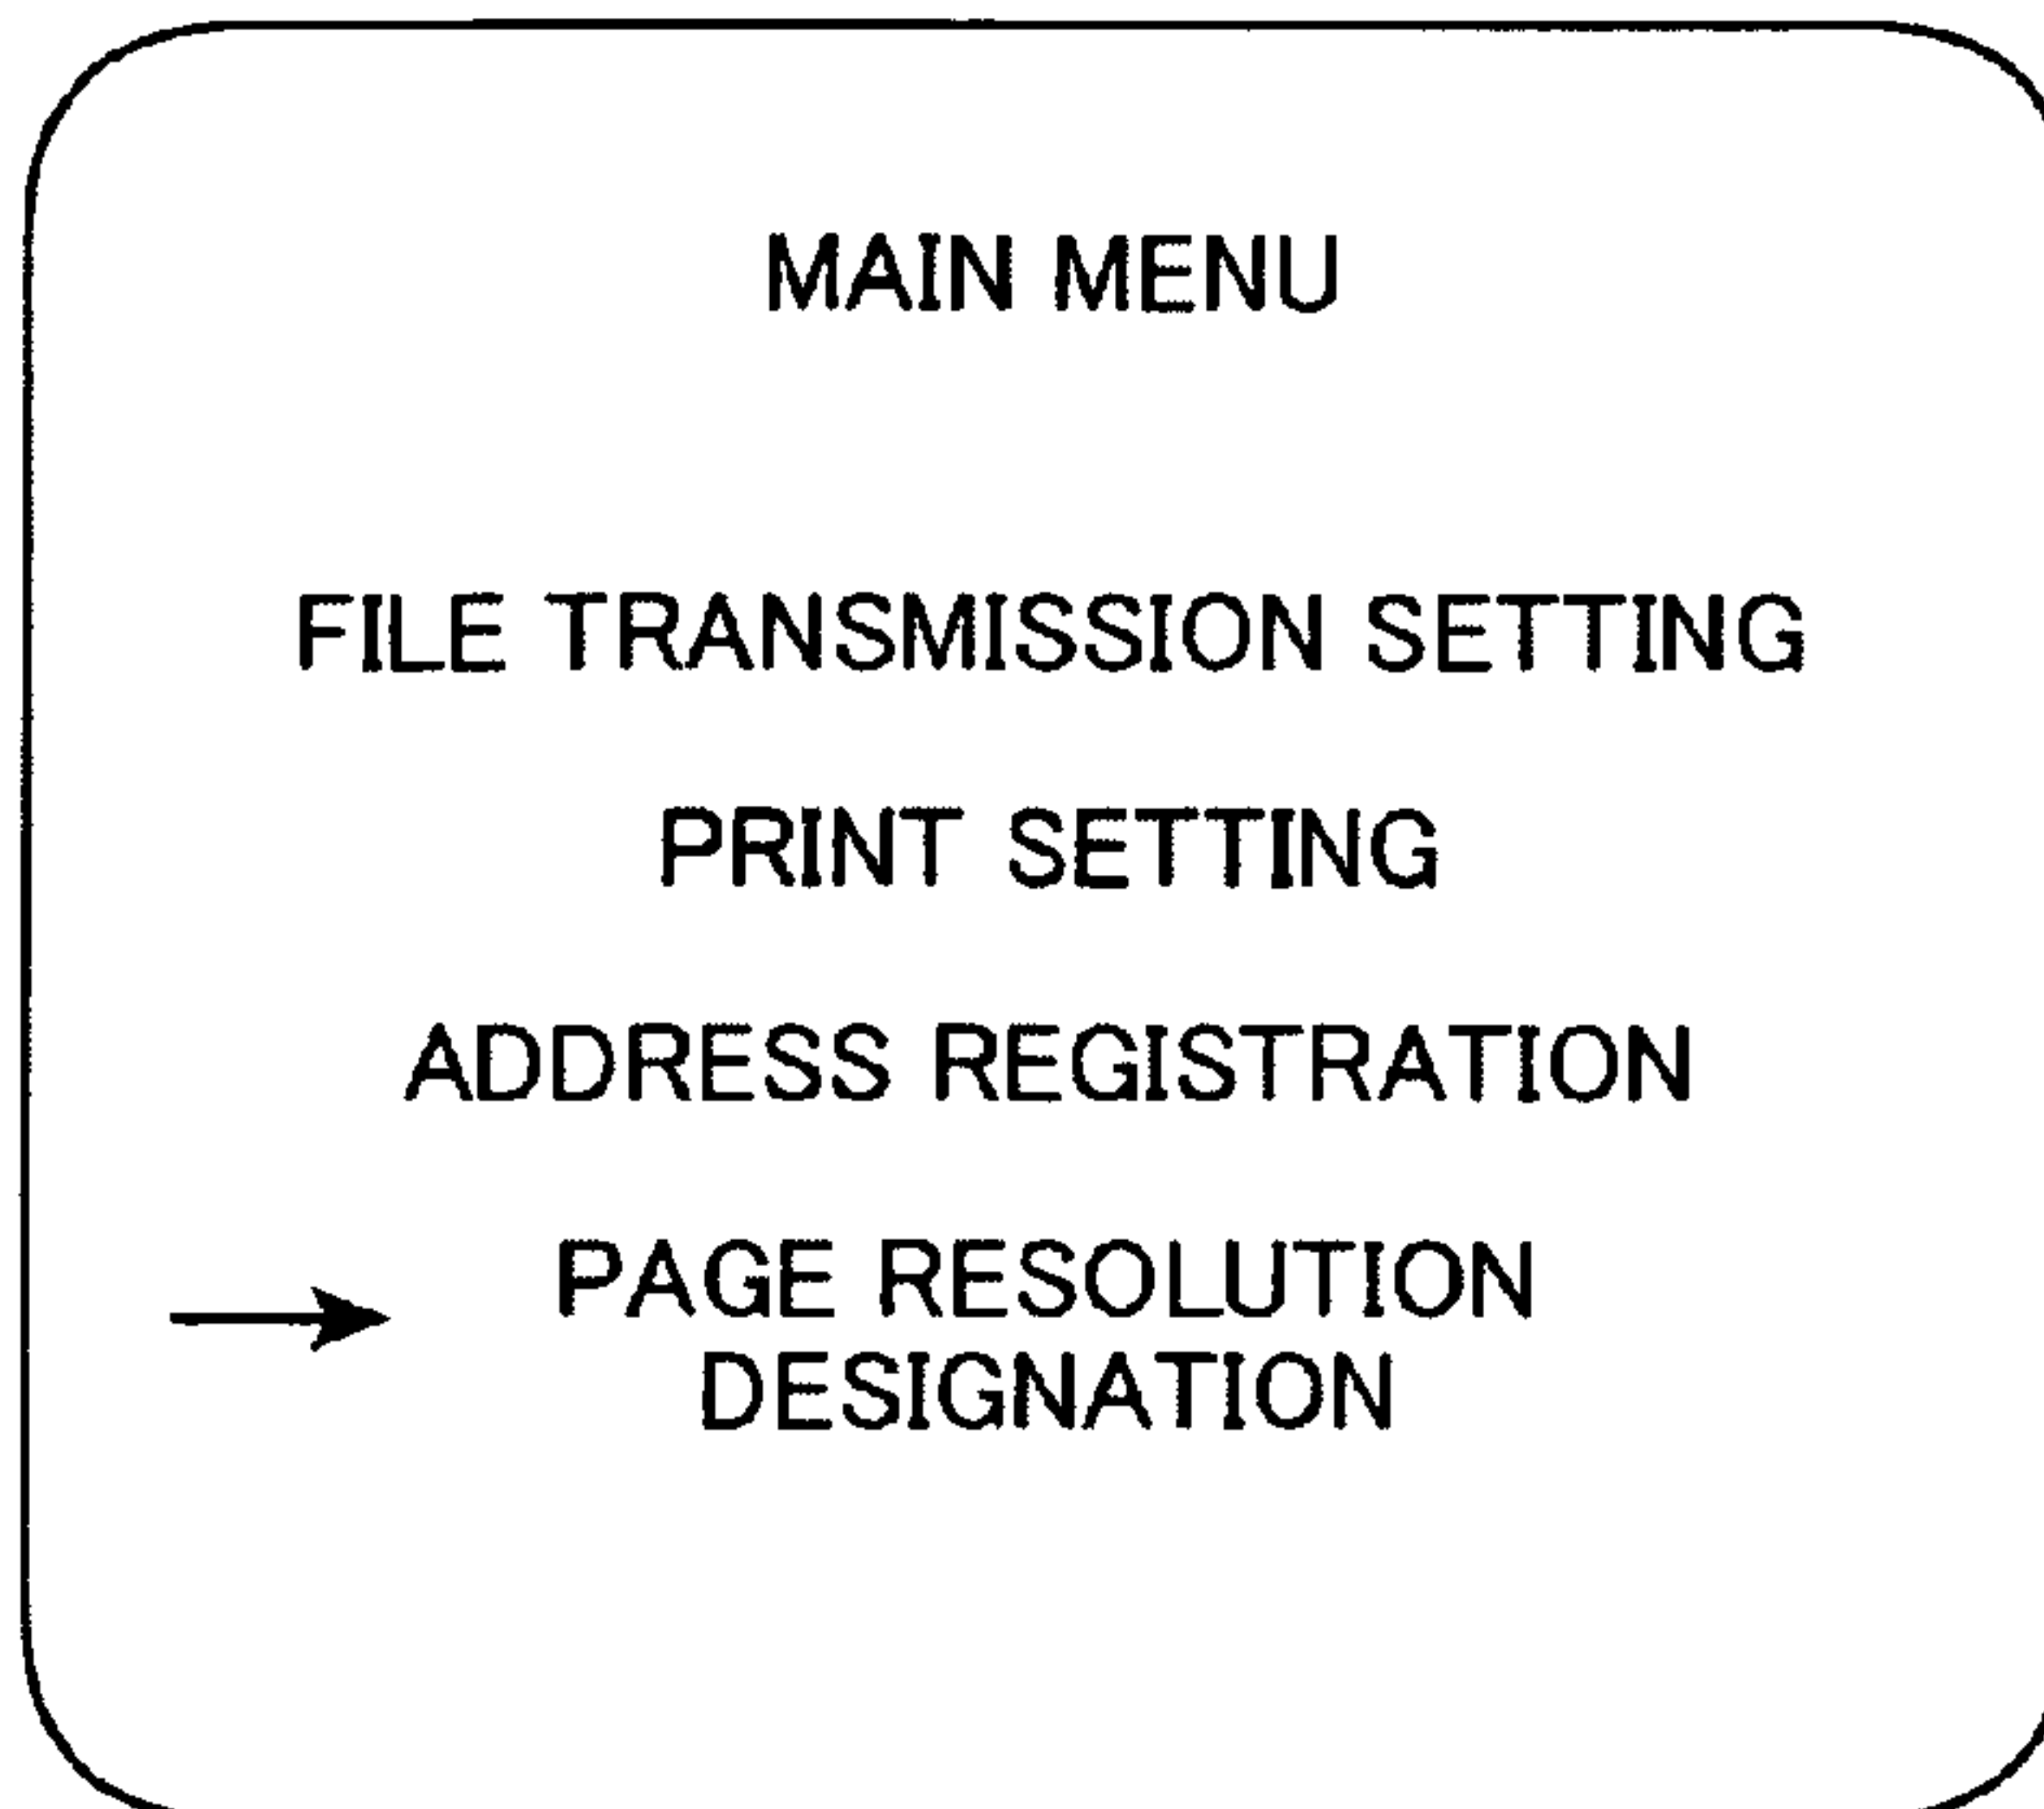 MAIN MENU
FILE TRANSMISSION SETTING
PRINT SETTING
ADDRESS REGISTRATION
PAGE RESOLUTION
DESIGNATION